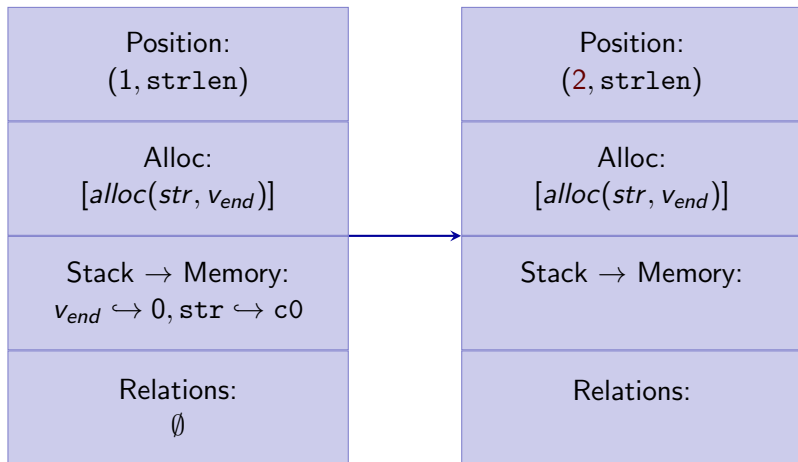 Position:
(1, strlen)
Alloc:
[alloc(str, v_end)]
Stack → Memory:
v_end ↪ 0, str ↪ c0
Relations:
∅
Position:
(2, strlen)
Alloc:
[alloc(str, v_end)]
Stack → Memory:
Relations: